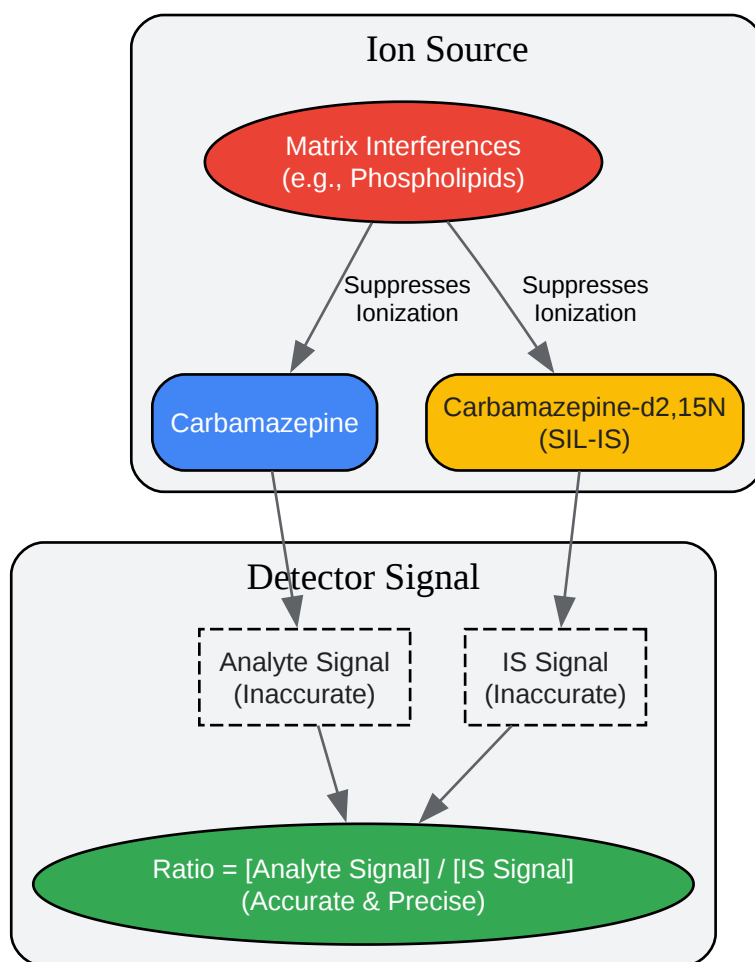 Ion Source
Matrix Interferences
(e.g., Phospholipids)
Suppresses
Ionization
Suppresses
Ionization
Carbamazepine
Carbamazepine-d2,15N
(SIL-IS)
Detector Signal
Analyte Signal
(Inaccurate)
IS Signal
(Inaccurate)
Ratio = [Analyte Signal] / [IS Signal]
(Accurate & Precise)